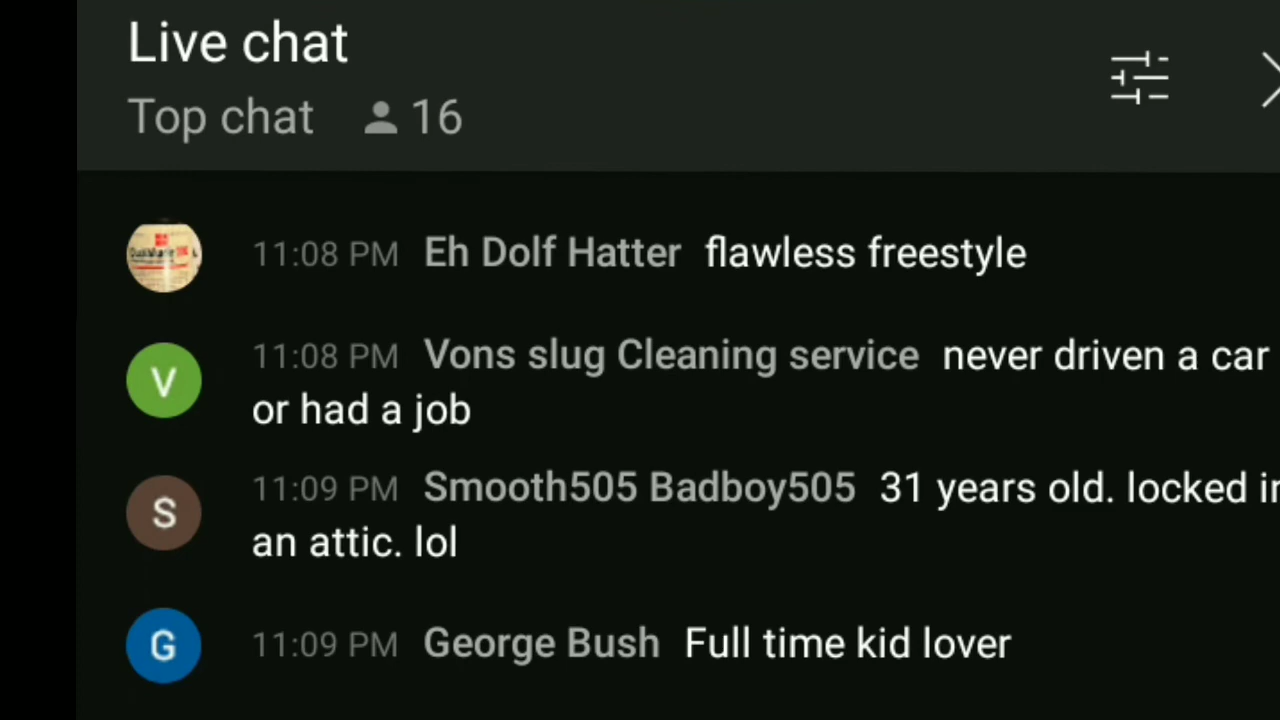 Live chat
Top chat 16
11:08 PM Eh Dolf Hatter flawless freestyle
11:08 PM Vons slug Cleaning service never driven a car
or had a job
11:09 PM Smooth505 Badboy505 31 years old. locked
an attic. lol
11:09 PM George Bush Full time kid lover
V
S
G